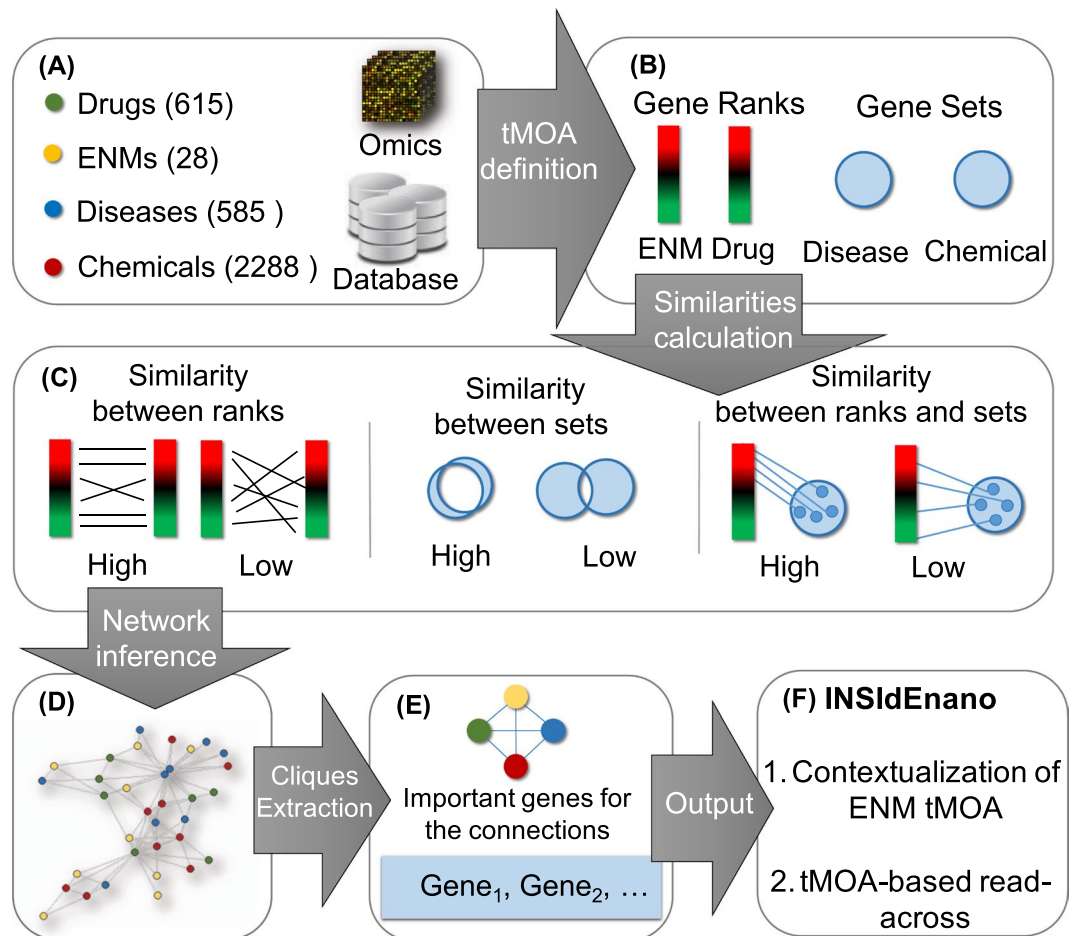 (A)
Drugs (615)
ENMs (28)
Diseases (585 )
Chemicals (2288 )
Omics
Database
tMOA
definition
(B)
Gene Ranks
Gene Sets
ENM Drug
Disease
Chemical
Similarities
calculation
(C)
Similarity
between ranks
High
Low
Similarity
between sets
High
Low
Similarity
between ranks and sets
High
Low
Network
inference
(D)
Cliques
Extraction
(E)
Important genes for
the connections
Gene1, Gene2, …
Output
(F) INSIdEnano
1. Contextualization of
ENM tMOA
2. tMOA-based read-
across